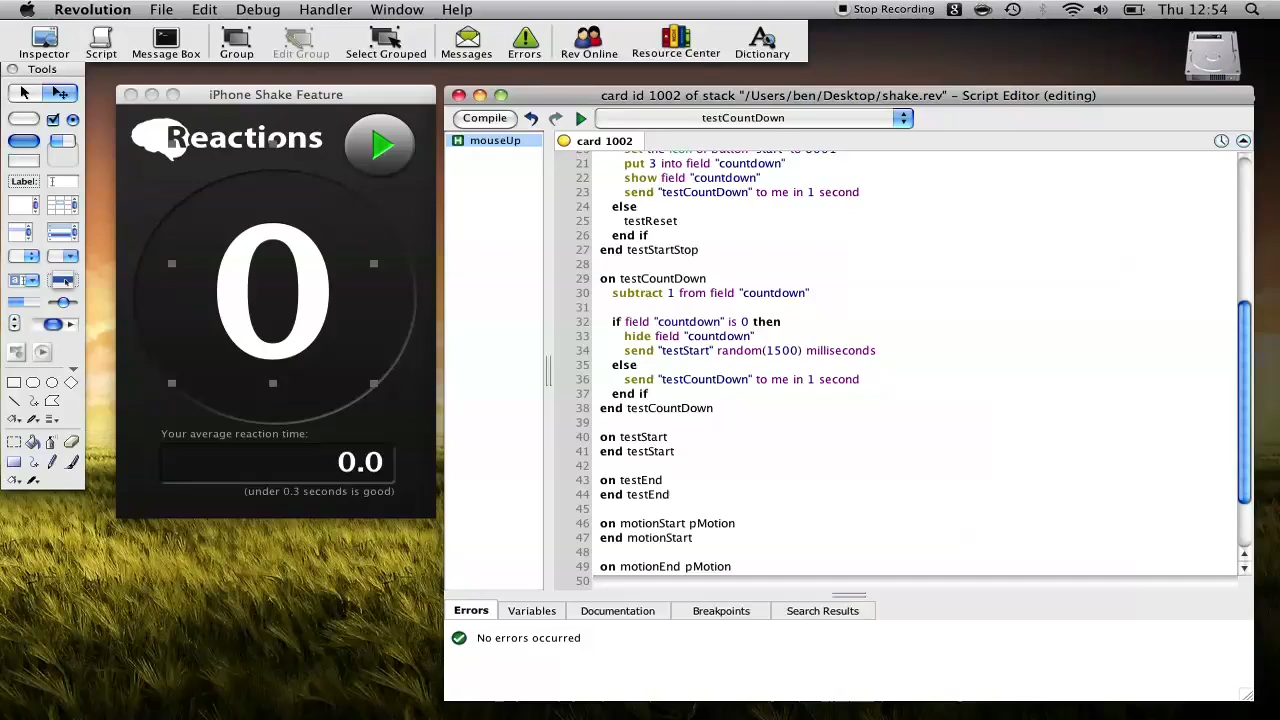 Revolution File Edit Debug Handler Window Help
Stop Recording Thu 12:54
Inspector Script Message Box Group Edit Group Select Grouped Messages Errors Rev Online Resource Center Dictionary
Tools
Label:
iPhone Shake Feature
Reactions
0
Your average reaction time:
0.0
(under 0.3 seconds is good)
card id 1002 of stack "/Users/ben/Desktop/shake.rev" – Script Editor (editing)
Compile testCountDown
mouseUp
card 1002
21 put 3 into field "countdown"
22 show field "countdown"
23 send "testCountDown" to me in 1 second
24 else
25 testReset
26 end if
27 end testStartStop
28
29 on testCountDown
30 subtract 1 from field "countdown"
31
32 if field "countdown" is 0 then
33 hide field "countdown"
34 send "testStart" random(1500) milliseconds
35 else
36 send "testCountDown" to me in 1 second
37 end if
38 end testCountDown
39
40 on testStart
41 end testStart
42
43 on testEnd
44 end testEnd
45
46 on motionStart pMotion
47 end motionStart
48
49 on motionEnd pMotion
50
Errors Variables Documentation Breakpoints Search Results
No errors occurred